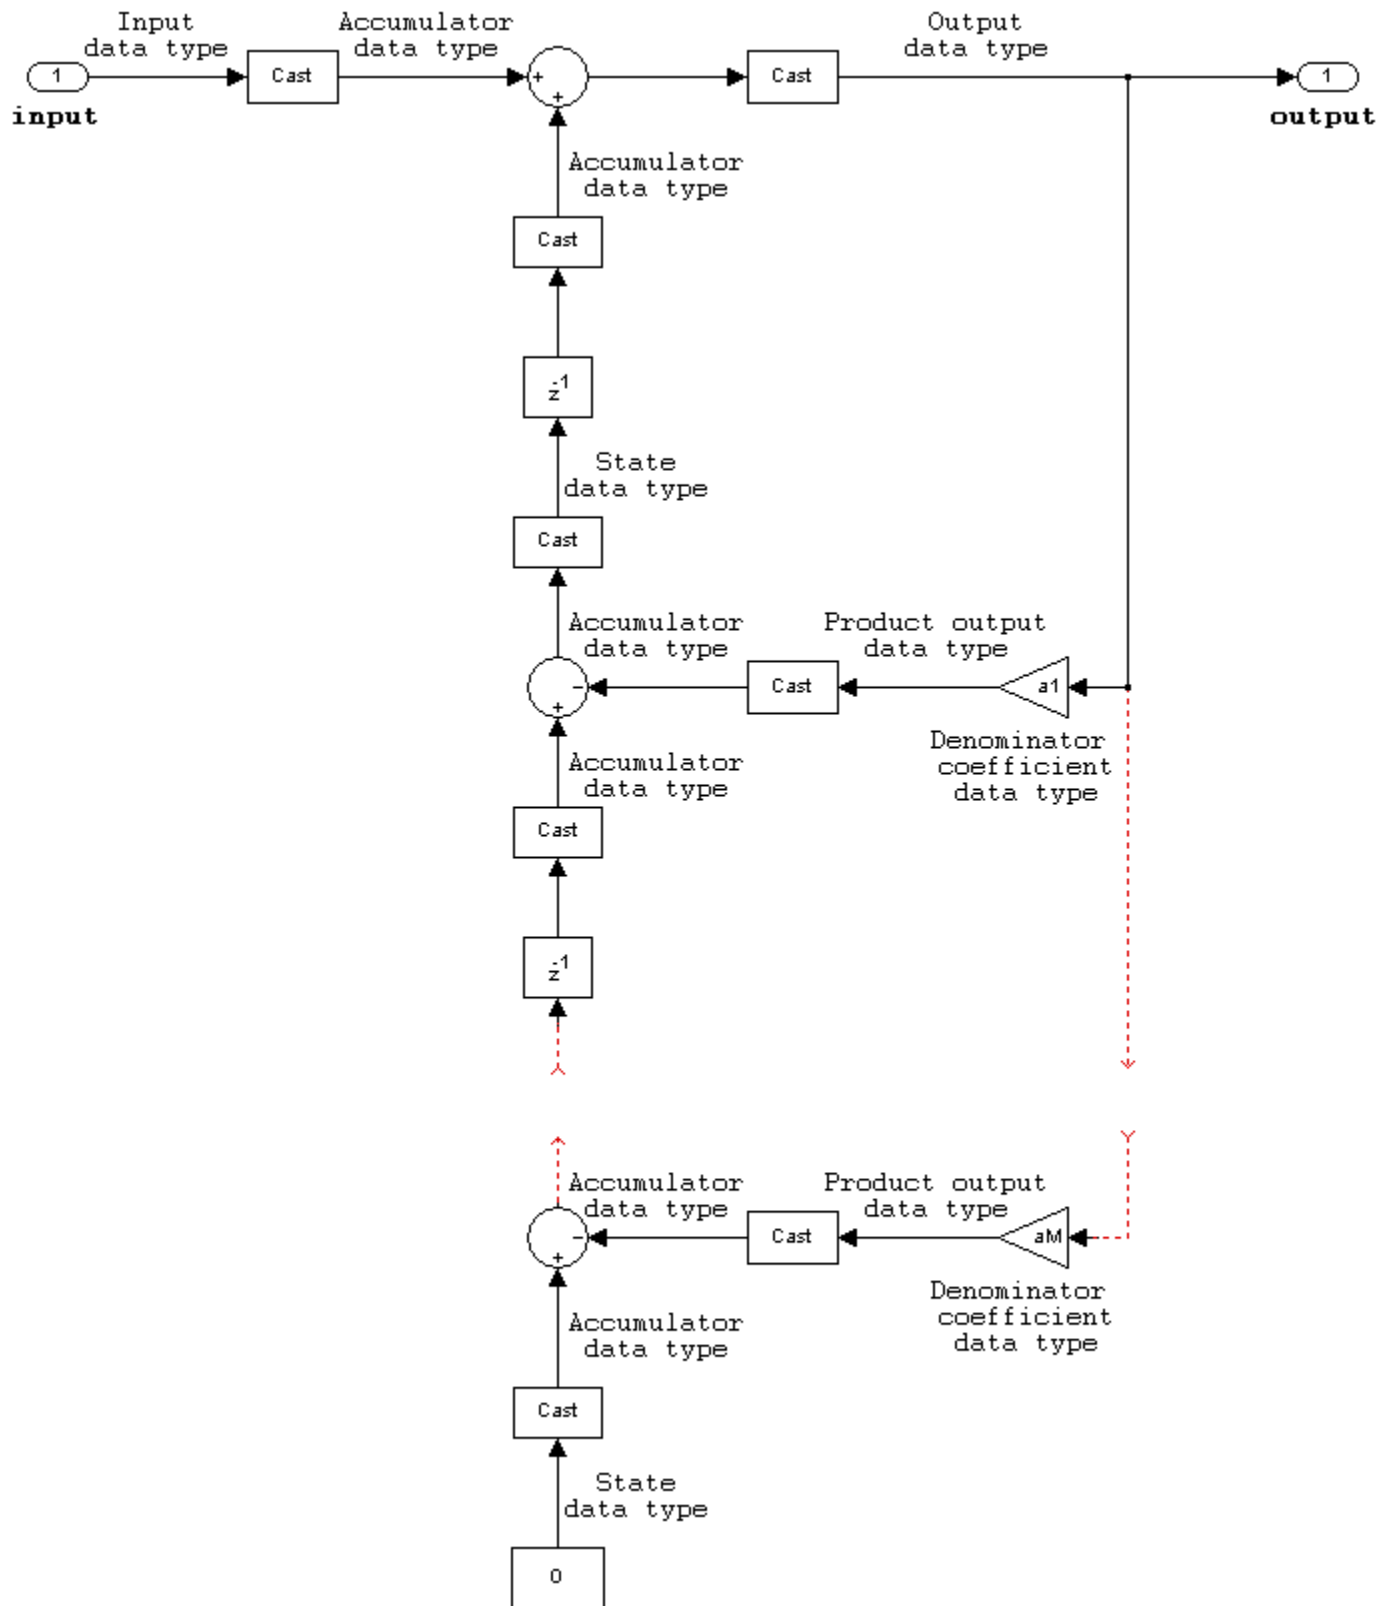 Input
data type
Accumulator
data type
Output
data type
1
Cast
+
+
Cast
1
input
output
Accumulator
data type
Cast
z-1
State
data type
Cast
Accumulator
data type
Product output
data type
-
+
Cast
a1
Denominator
coefficient
data type
Accumulator
data type
Cast
z-1
Accumulator
data type
Product output
data type
-
+
Cast
aM
Denominator
coefficient
data type
Accumulator
data type
Cast
State
data type
0